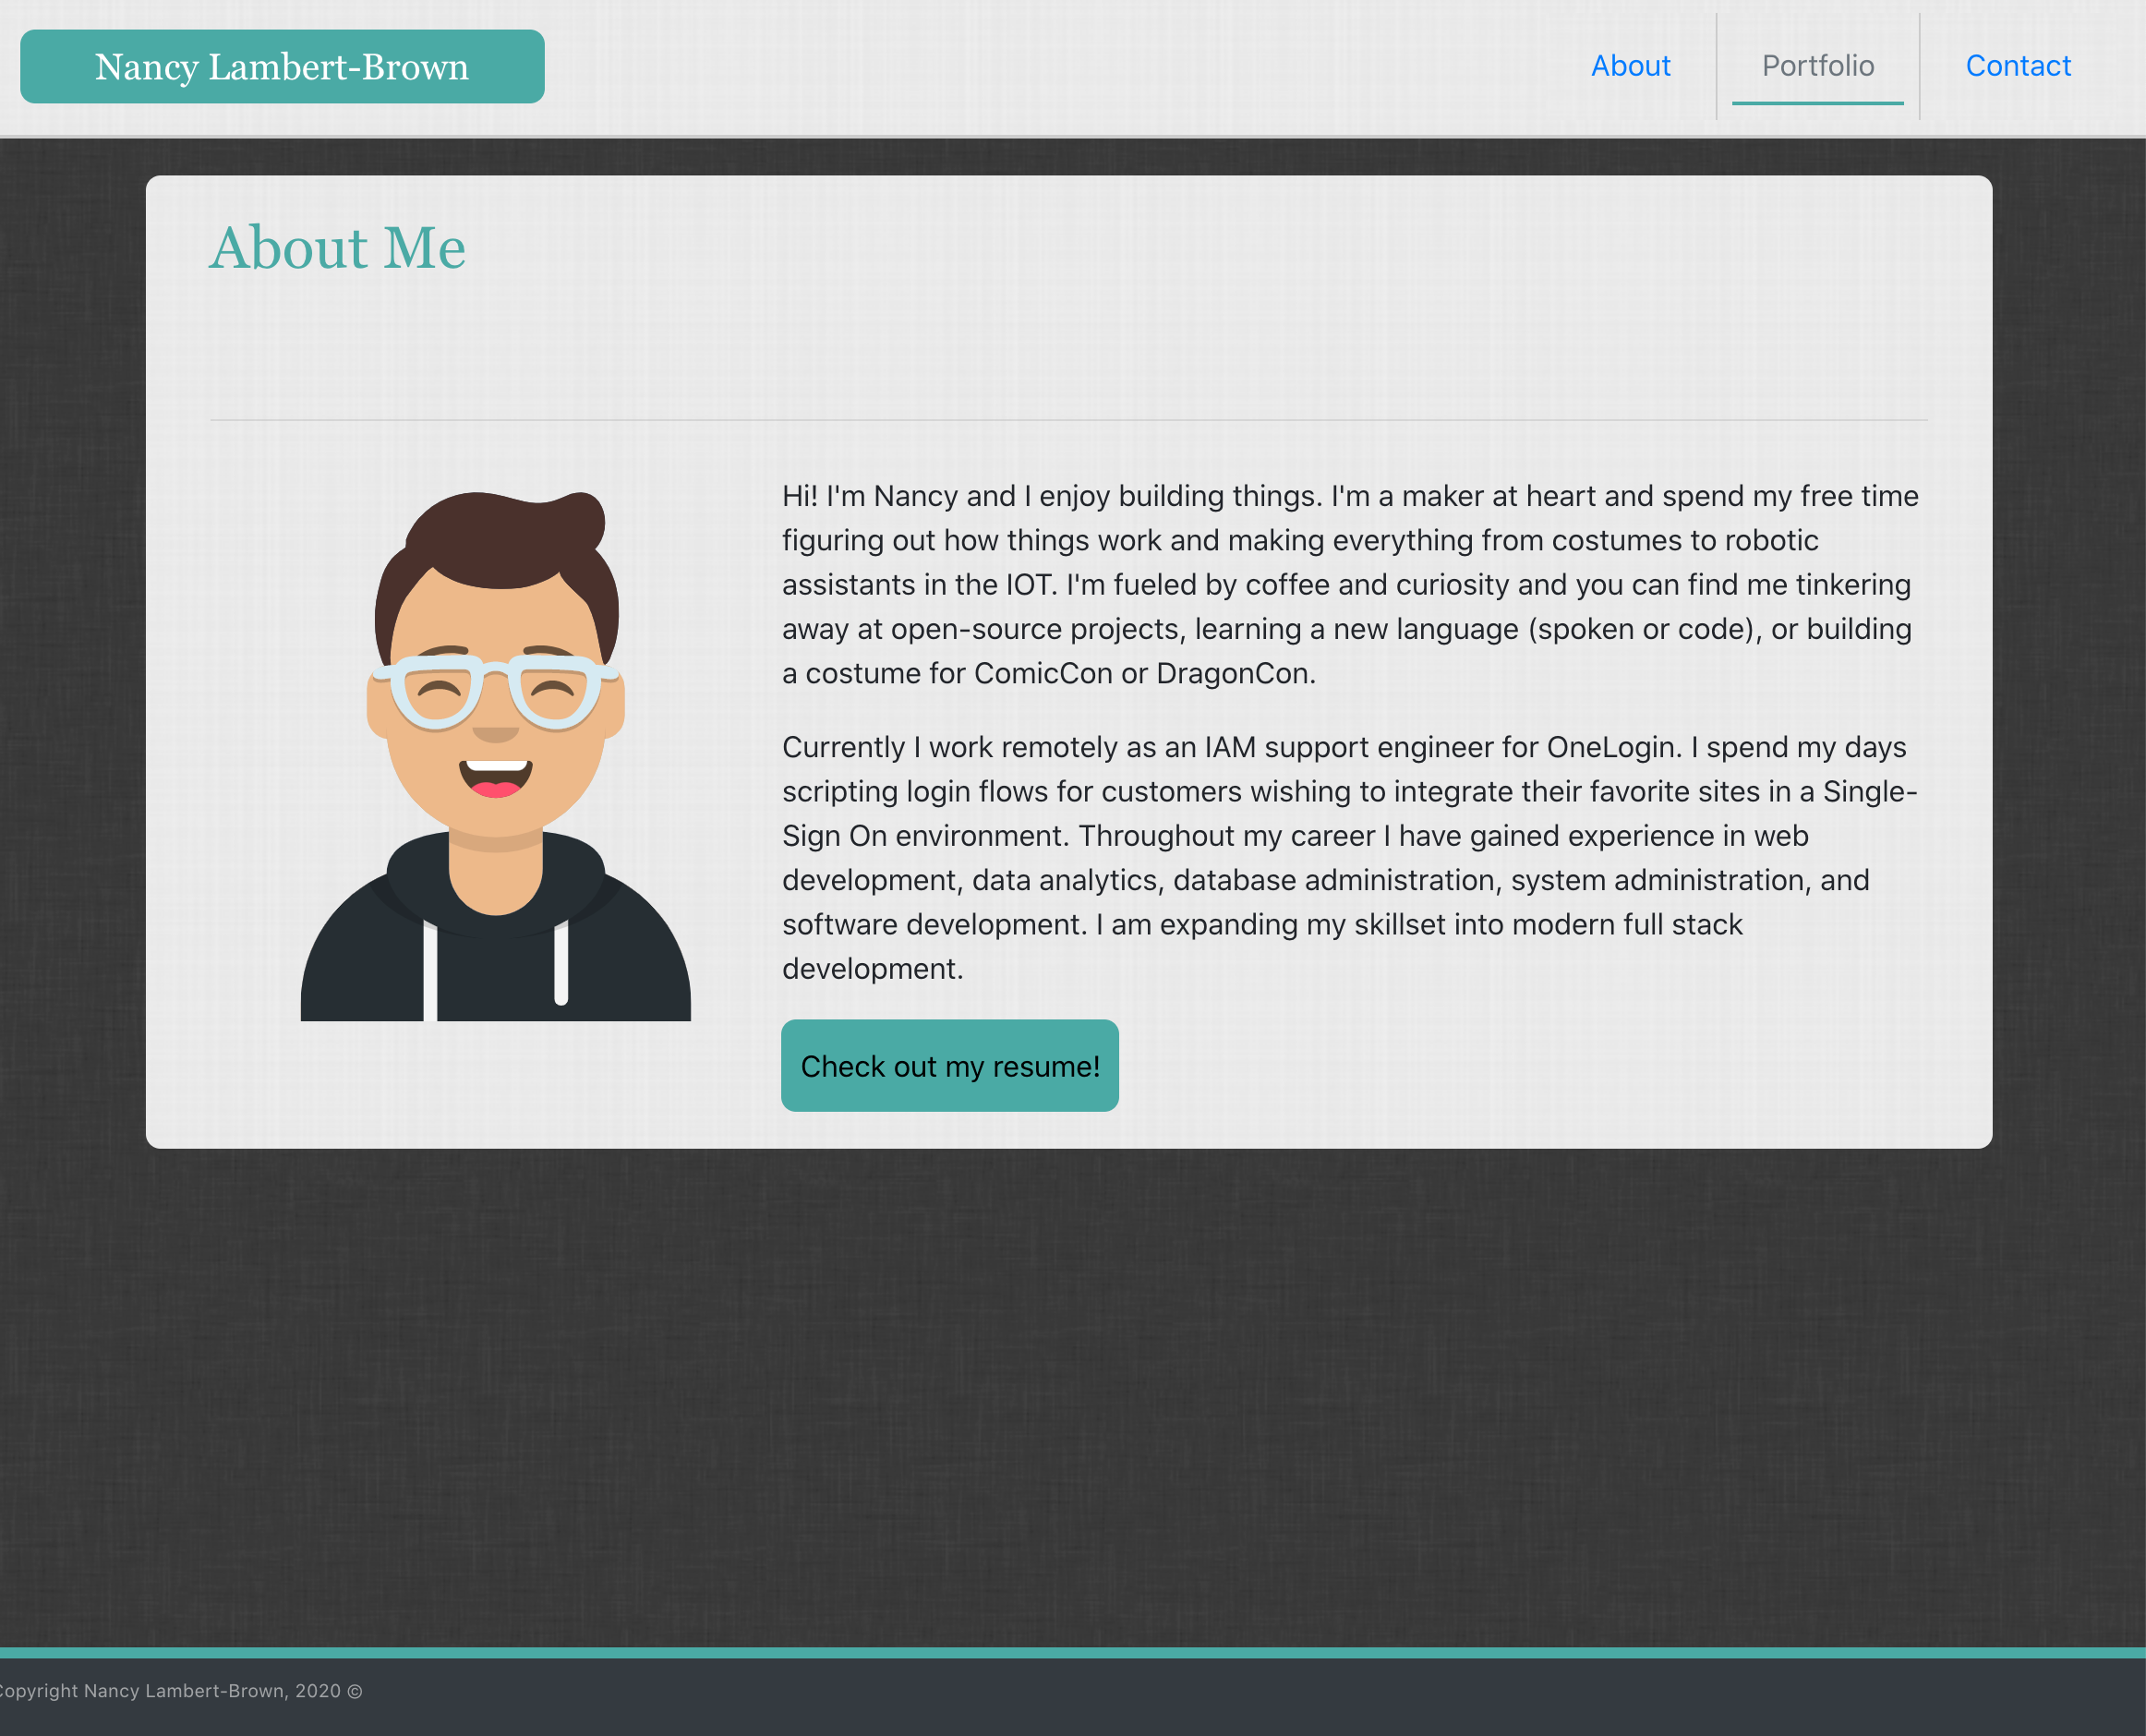 Nancy Lambert-Brown
About
Portfolio
Contact
About Me
Hi! I'm Nancy and I enjoy building things. I'm a maker at heart and spend my free time
figuring out how things work and making everything from costumes to robotic
assistants in the IOT. I'm fueled by coffee and curiosity and you can find me tinkering
away at open-source projects, learning a new language (spoken or code), or building
a costume for ComicCon or DragonCon.
Currently I work remotely as an IAM support engineer for OneLogin. I spend my days
scripting login flows for customers wishing to integrate their favorite sites in a Single-
Sign On environment. Throughout my career I have gained experience in web
development, data analytics, database administration, system administration, and
software development. I am expanding my skillset into modern full stack
development.
Check out my resume!
Copyright Nancy Lambert-Brown, 2020 ©